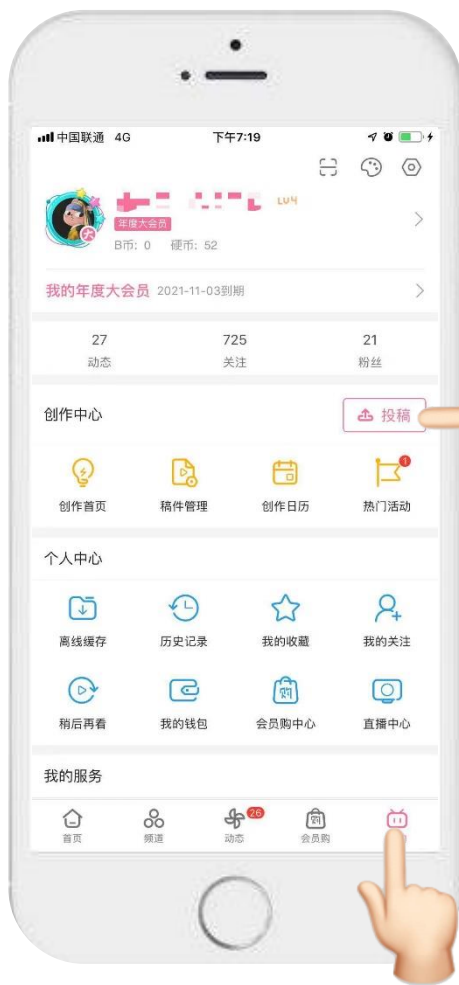 中国联通 4G 下午7:19
LV4
年度大会员
B币: 0 硬币: 52
我的年度大会员 2021-11-03到期
27 725 21
动态 关注 粉丝
创作中心 投稿
1
创作首页 稿件管理 创作日历 热门活动
个人中心
离线缓存 历史记录 我的收藏 我的关注
购
稍后再看 我的钱包 会员购中心 直播中心
我的服务
26
首页 频道 动态 会员购